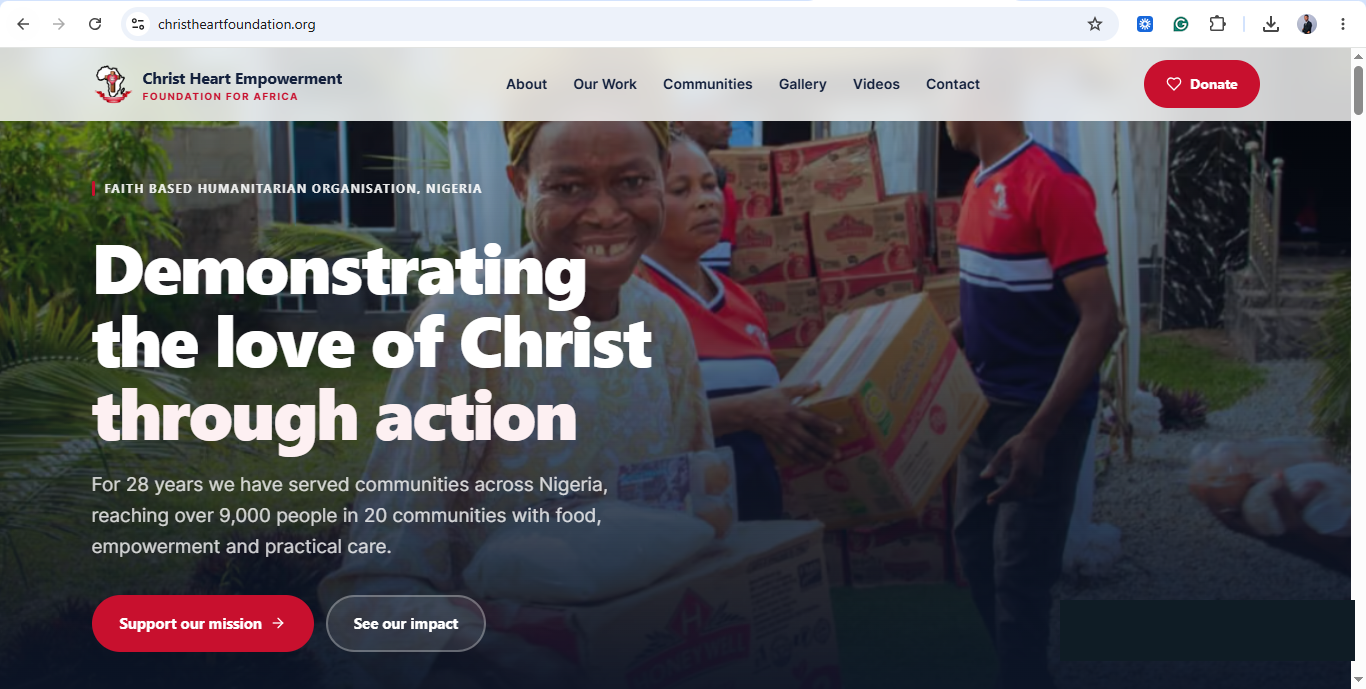 christheartfoundation.org
Christ Heart Empowerment
FOUNDATION FOR AFRICA
About
Our Work
Communities
Gallery
Videos
Contact
Donate
FAITH BASED HUMANITARIAN ORGANISATION, NIGERIA
Demonstrating
the love of Christ
through action
For 28 years we have served communities across Nigeria,
reaching over 9,000 people in 20 communities with food,
empowerment and practical care.
Support our mission
See our impact